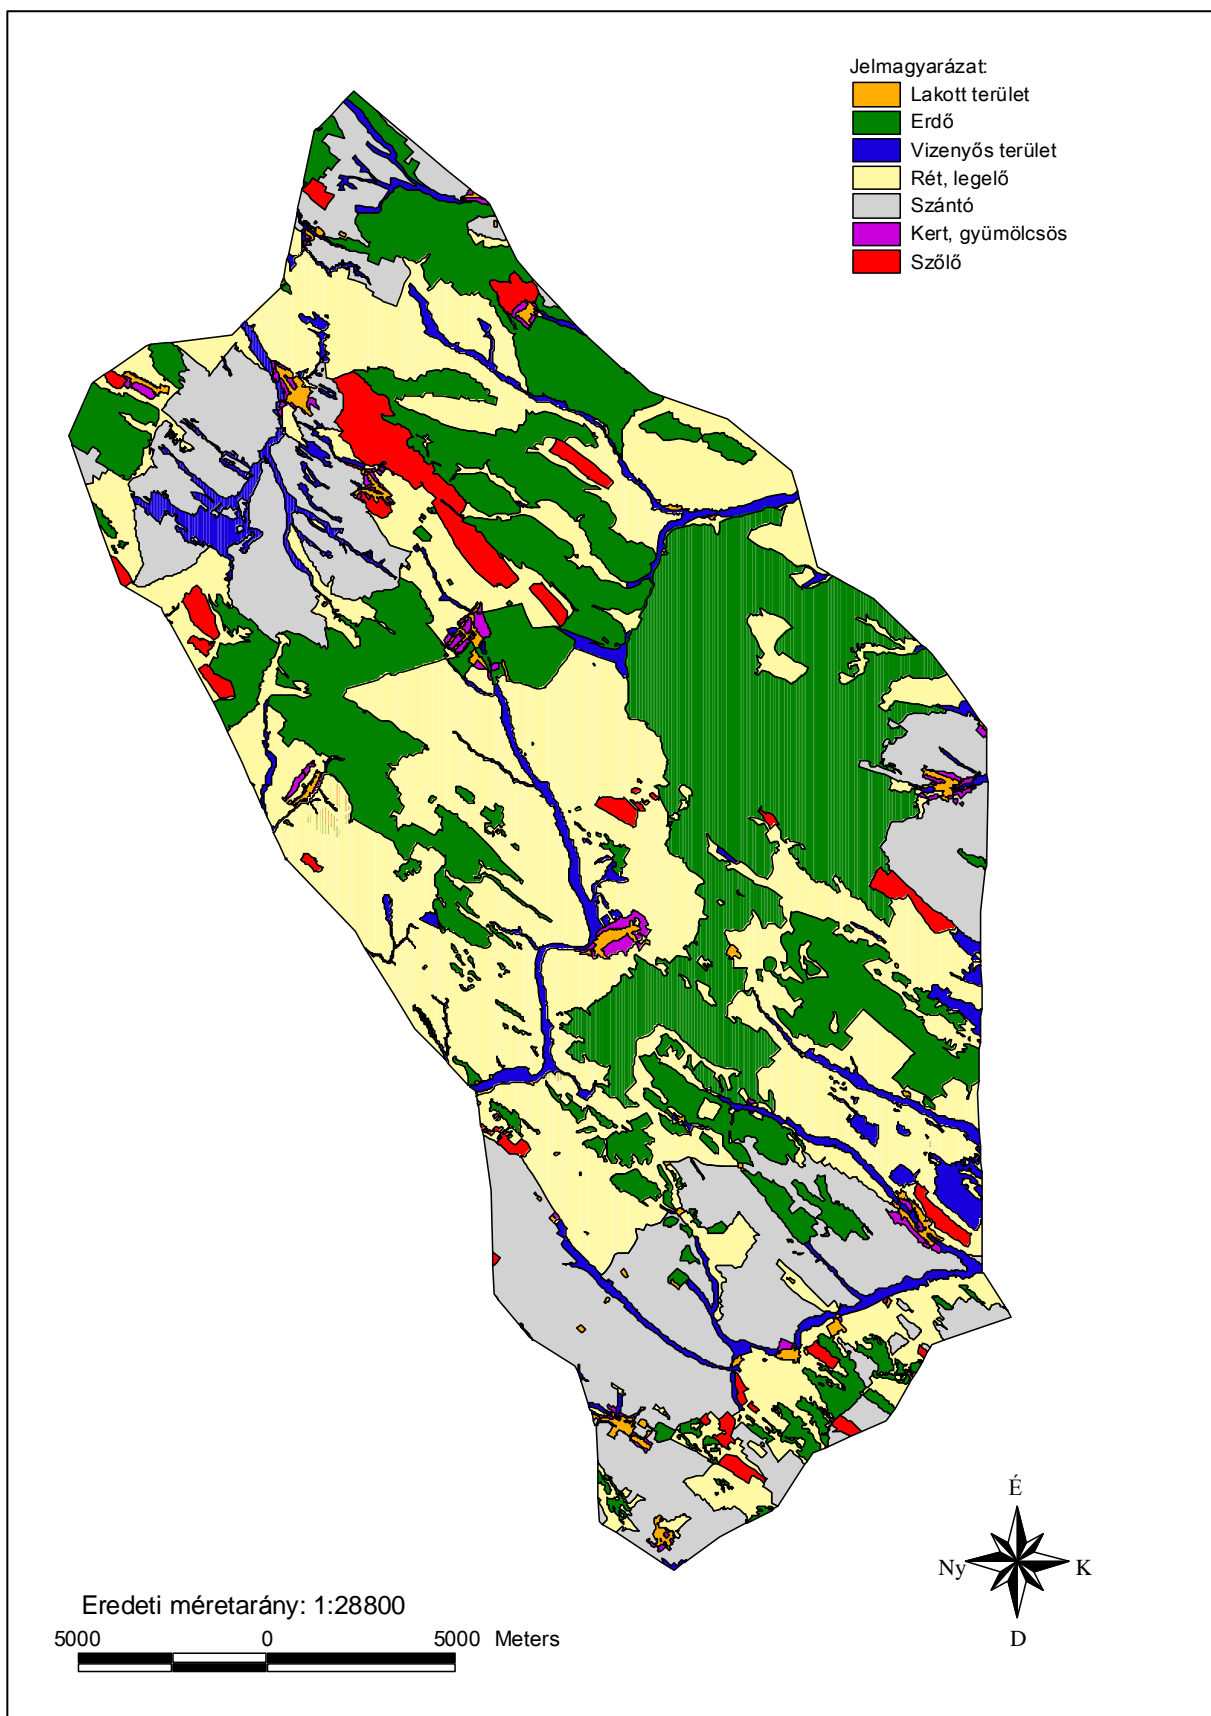 Jelmagyarázat:
Lakott terület
Erdő
Vizenyős terület
Rét, legelő
Szántó
Kert, gyümölcsös
Szőlő
É
Ny
K
D
Eredeti méretarány: 1:28800
5000 0 5000 Meters